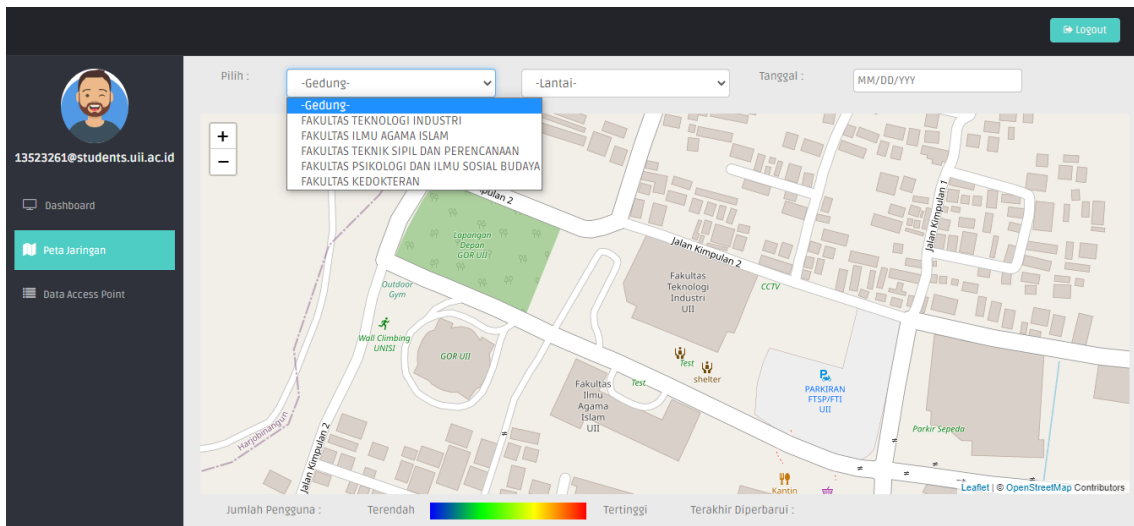 Logout
13523261@students.uii.ac.id
Dashboard
Peta Jaringan
Data Access Point
Pilih :
-Gedung-
-Lantai-
Tanggal :
MM/DD/YYY
-Gedung-
FAKULTAS TEKNOLOGI INDUSTRI
FAKULTAS ILMU AGAMA ISLAM
FAKULTAS TEKNIK SIPIL DAN PERENCANAAN
FAKULTAS PSIKOLOGI DAN ILMU SOSIAL BUDAYA
FAKULTAS KEDOKTERAN
+
−
Lapangan
Depan
GOR UII
Outdoor
Gym
Wall Climbing
UNISI
GOR UII
Jalan Kimpulan 2
Jalan Kimpulan 1
Fakultas
Teknologi
Industri
UII
CCTV
Test
shelter
Test
Fakultas
Ilmu
Agama
Islam
UII
P
PARKIRAN
FTSP/FTI
UII
Parkir Sepeda
Harjobinangun
Jalan Kimpulan 2
Kantin
Leaflet | © OpenStreetMap Contributors
Jumlah Pengguna :
Terendah
Tertinggi
Terakhir Diperbarui :